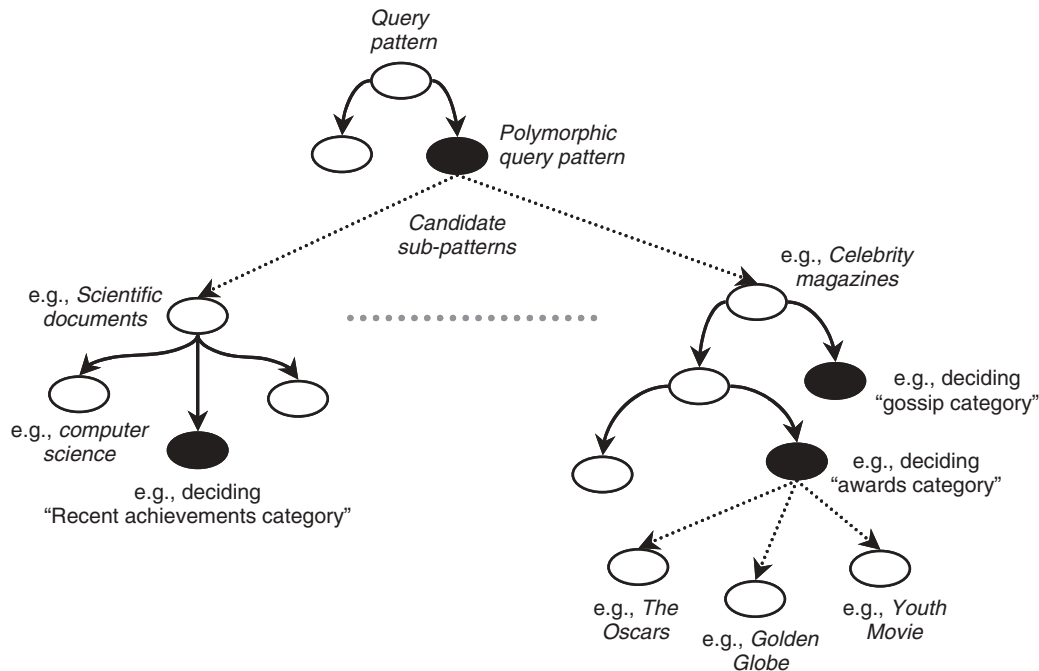 Query
pattern
Polymorphic
query pattern
Candidate
sub-patterns
e.g., Celebrity
magazines
e.g., Scientific
documents
e.g., deciding
“gossip category”
e.g., computer
science
e.g., deciding
“awards category”
e.g., deciding
“Recent achievements category”
e.g., The
Oscars
e.g., Golden
Globe
e.g., Youth
Movie